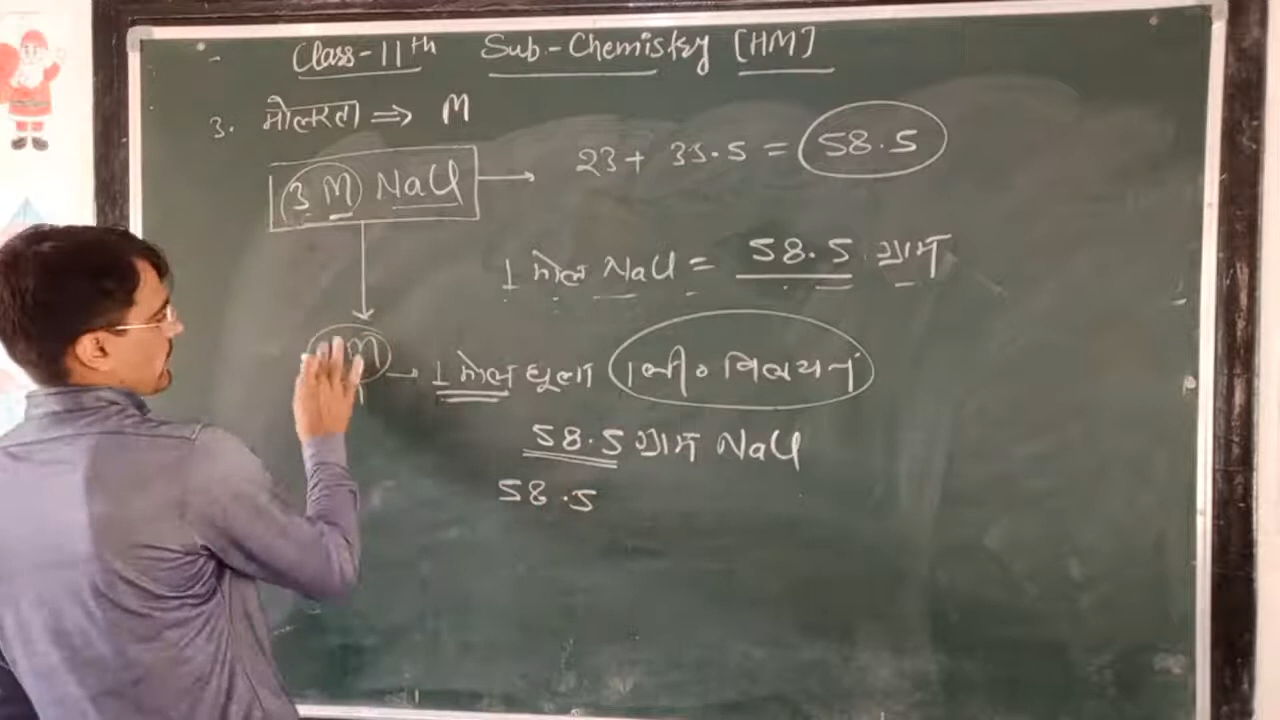 Class-11th Sub-Chemistry [HM]
3. मोलरता ⇒ M
3 M NaCl → 23 + 35.5 = 58.5
1 मोल NaCl = 58.5 ग्राम
M → 1 मोल घुला 1 ली० विलयन
58.5 ग्राम NaCl
58.5